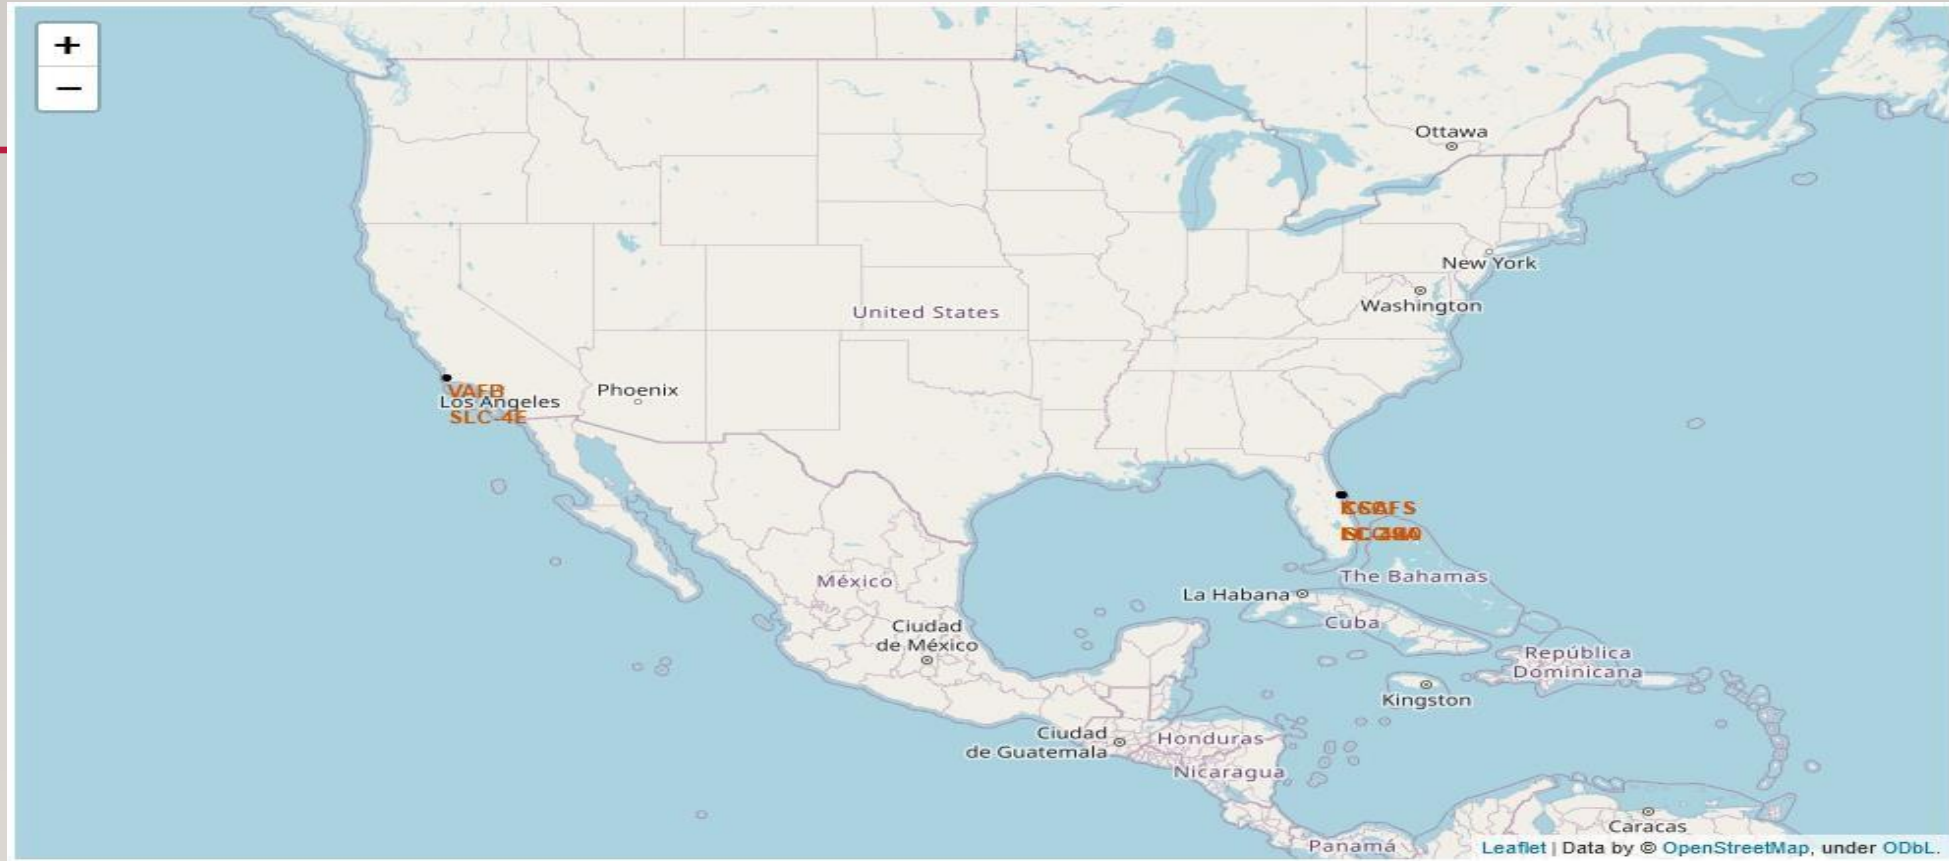 +
−
Ottawa
New York
Washington
United States
Phoenix
VAFB
Los Angeles
SLC-4E
The Bahamas
México
La Habana
Cuba
Ciudad
de México
República
Dominicana
Kingston
Ciudad
de Guatemala
Honduras
Nicaragua
Caracas
Panamá
Leaflet | Data by © OpenStreetMap, under ODbL.